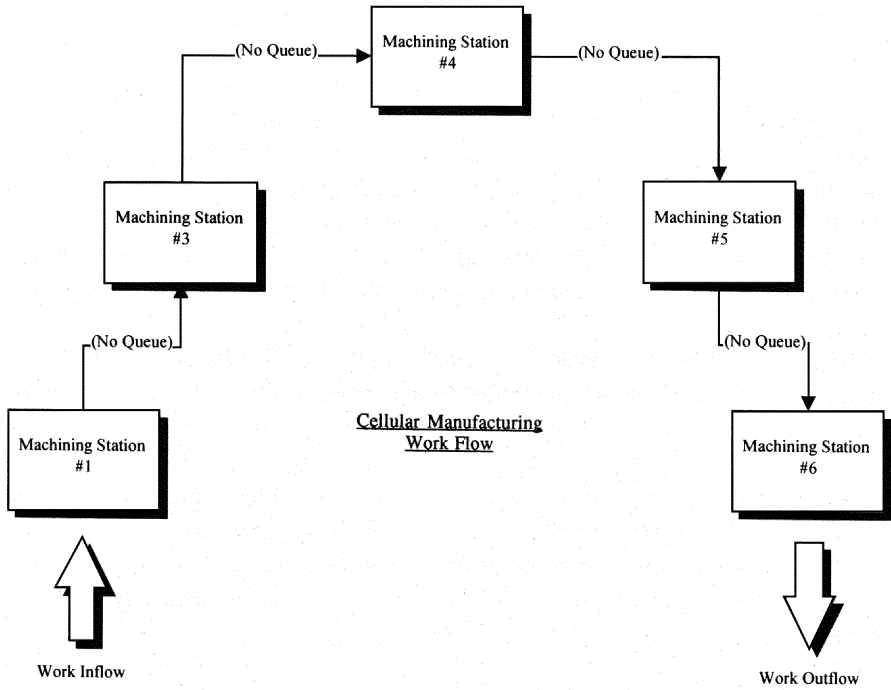 (No Queue)
Machining Station
#4
(No Queue)
Machining Station
#3
Machining Station
#5
(No Queue)
(No Queue)
Cellular Manufacturing
Work Flow
Machining Station
#1
Machining Station
#6
Work Inflow
Work Outflow